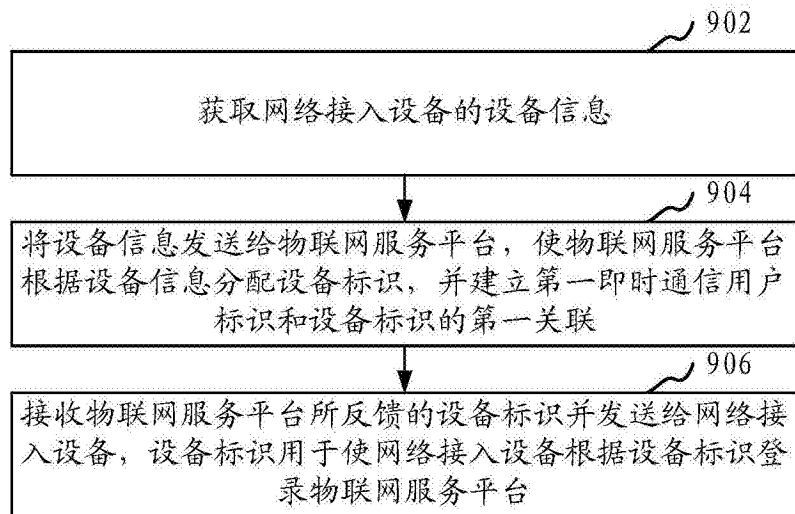 902
获取网络接入设备的设备信息
904
将设备信息发送给物联网服务平台，使物联网服务平台
根据设备信息分配设备标识，并建立第一即时通信用户
标识和设备标识的第一关联
906
接收物联网服务平台所反馈的设备标识并发送给网络接
入设备，设备标识用于使网络接入设备根据设备标识登
录物联网服务平台